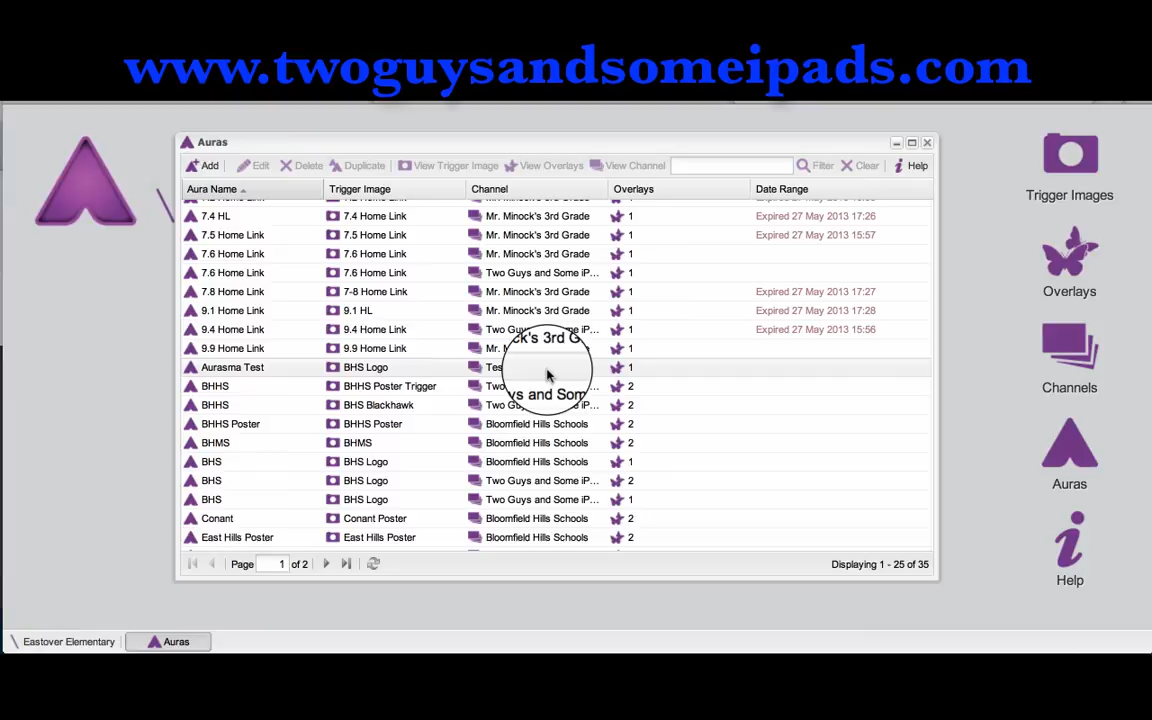 www.twoguysandsomeipads.com
Auras
Add Edit Delete Duplicate View Trigger Image View Overlays View Channel Filter Clear Help
Aura Name Trigger Image Channel Overlays Date Range
7.4 HL 7.4 Home Link Mr. Minock's 3rd Grade 1 Expired 27 May 2013 17:26
7.5 Home Link 7.5 Home Link Mr. Minock's 3rd Grade 1 Expired 27 May 2013 15:57
7.6 Home Link 7.6 Home Link Mr. Minock's 3rd Grade 1
7.6 Home Link 7.6 Home Link Two Guys and Some iP... 1
7.8 Home Link 7-8 Home Link Mr. Minock's 3rd Grade 1 Expired 27 May 2013 17:27
9.1 Home Link 9.1 HL Mr. Minock's 3rd Grade 1 Expired 27 May 2013 17:28
9.4 Home Link 9.4 Home Link Two 1 Expired 27 May 2013 15:56
9.9 Home Link 9.9 Home Link Mr. 1
Aurasma Test BHS Logo 1
BHHS BHHS Poster Trigger 2
BHHS BHS Blackhawk 2
BHHS Poster BHHS Poster Bloomfield Hills Schools 2
BHMS BHMS Bloomfield Hills Schools 2
BHS BHS Logo Bloomfield Hills Schools 1
BHS BHS Logo Two Guys and Some iP... 2
BHS BHS Logo Two Guys and Some iP... 1
Conant Conant Poster Bloomfield Hills Schools 2
East Hills Poster East Hills Poster Bloomfield Hills Schools 2
Page 1 of 2 Displaying 1 - 25 of 35
Trigger Images
Overlays
Channels
Auras
Help
Eastover Elementary Auras